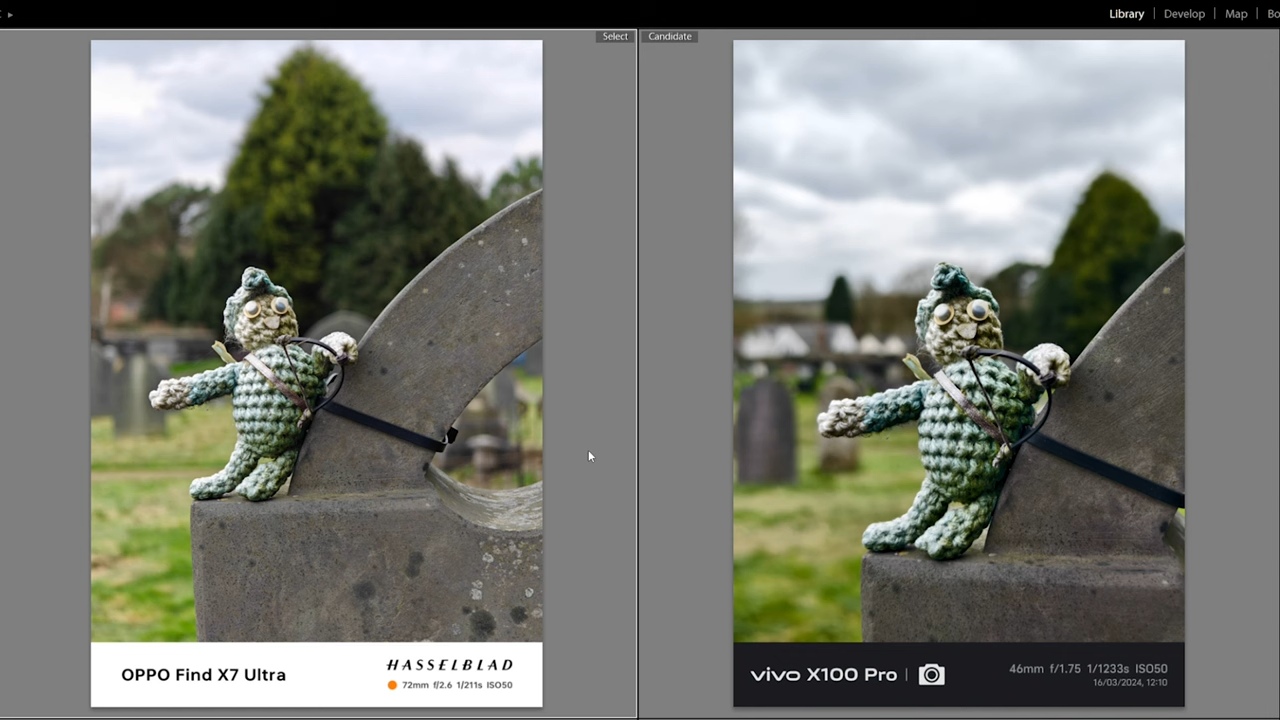 Library | Develop | Map | Bo
Select
Candidate
OPPO Find X7 Ultra
HASSELBLAD
72mm f/2.6 1/211s ISO50
vivo X100 Pro |
46mm f/1.75 1/1233s ISO50
16/03/2024, 12:10